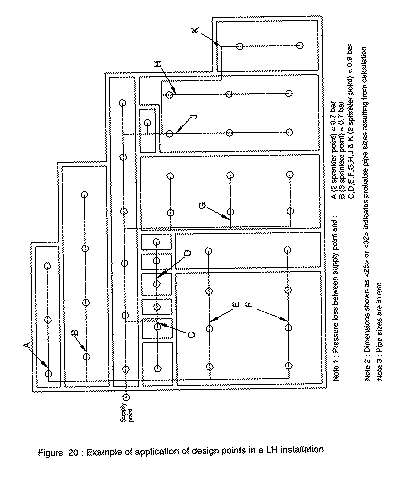 A
B
C
D
E
F
G
H
J
K
Supply
point
Note 1 : Pressure loss between supply point and :
A (2 sprinkler point) = 0.7 bar
B (3 sprinkler point) = 0.7 bar
C,D,E,F,G,H,J & K (2 sprinkler point) = 0.9 bar
Note 2 : Dimensions shown as <25> or <32> indicates probable pipe sizes resulting from calculation
Note 3 : Pipe sizes are in mm
Figure 20 : Example of application of design points in a LH installation